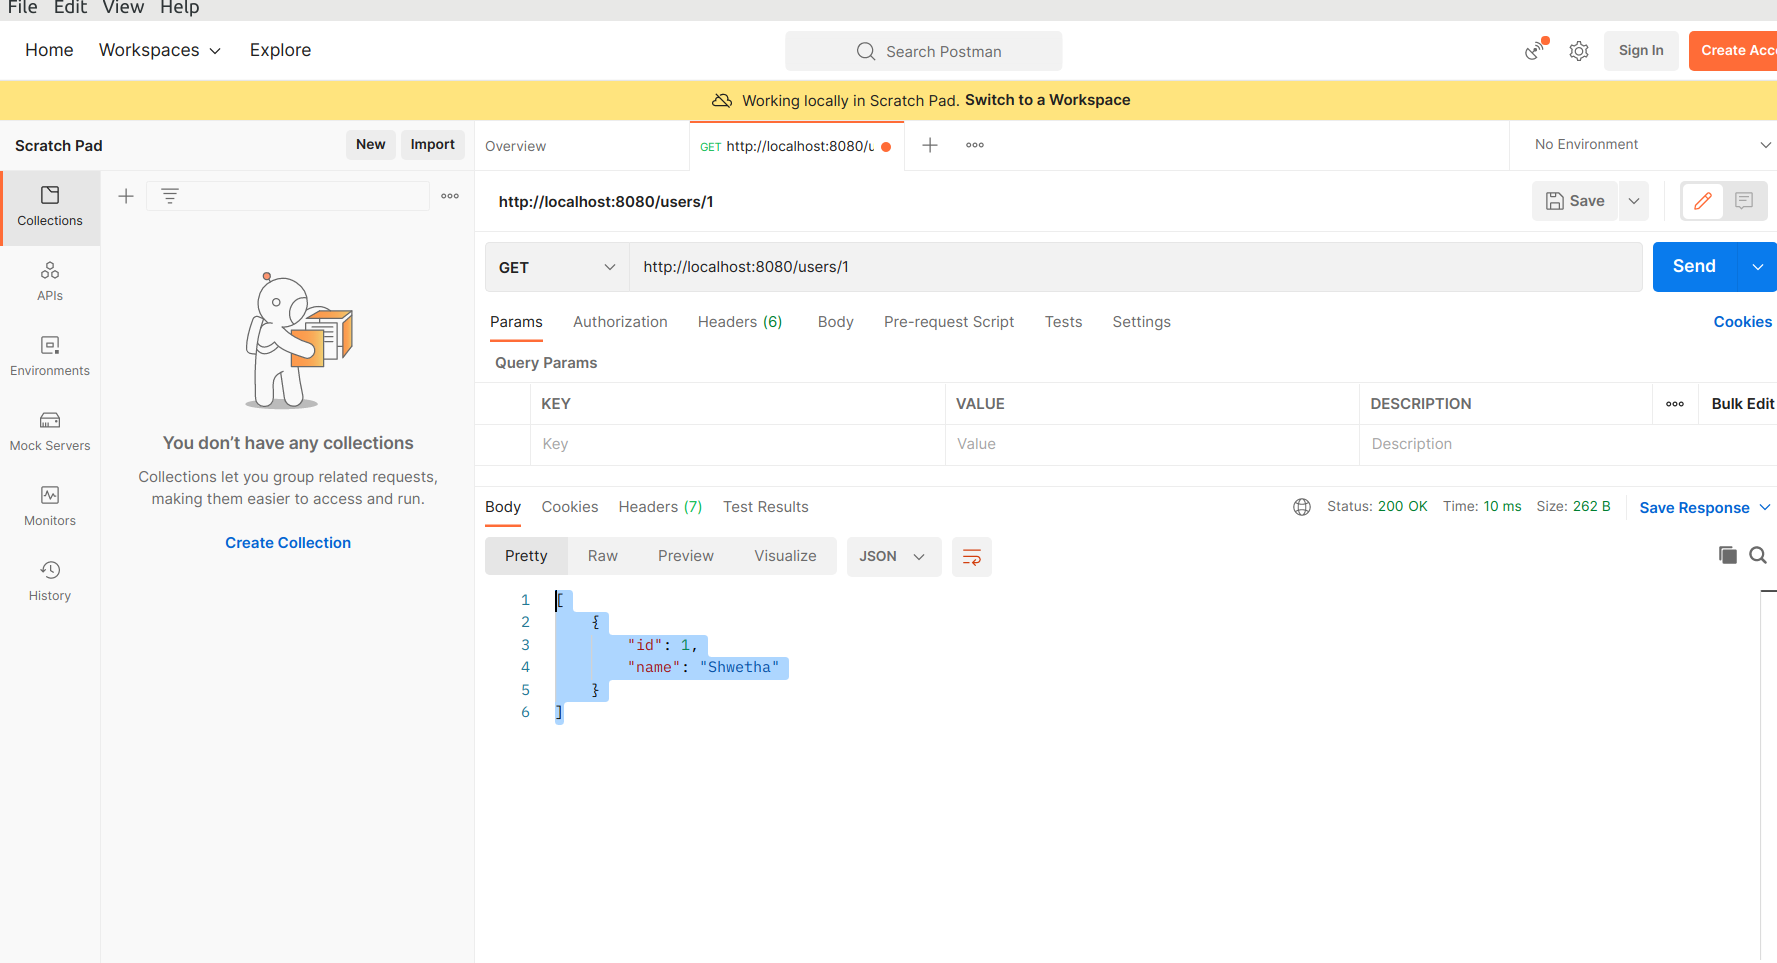 File Edit View Help
Home Workspaces Explore Search Postman Sign In Create Acc
Working locally in Scratch Pad. Switch to a Workspace
Scratch Pad New Import
Overview GET http://localhost:8080/u No Environment
Collections
APIs
Environments
Mock Servers
Monitors
History
You don’t have any collections
Collections let you group related requests,
making them easier to access and run.
Create Collection
http://localhost:8080/users/1 Save
GET http://localhost:8080/users/1 Send
Params Authorization Headers (6) Body Pre-request Script Tests Settings Cookies
Query Params
KEY VALUE DESCRIPTION Bulk Edit
Key Value Description
Body Cookies Headers (7) Test Results Status: 200 OK Time: 10 ms Size: 262 B Save Response
Pretty Raw Preview Visualize JSON
1 [
2 {
3 "id": 1,
4 "name": "Shwetha"
5 }
6 ]